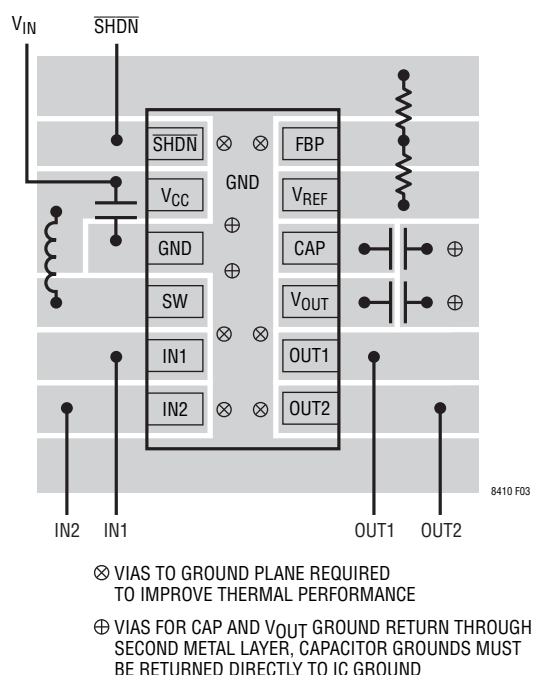 VIN SHDN
SHDN FBP
GND
VCC VREF
GND CAP
SW VOUT
IN1 OUT1
IN2 OUT2
8410 F03
IN2 IN1 OUT1 OUT2
⊗ VIAS TO GROUND PLANE REQUIRED
TO IMPROVE THERMAL PERFORMANCE
⊕ VIAS FOR CAP AND VOUT GROUND RETURN THROUGH
SECOND METAL LAYER, CAPACITOR GROUNDS MUST
BE RETURNED DIRECTLY TO IC GROUND